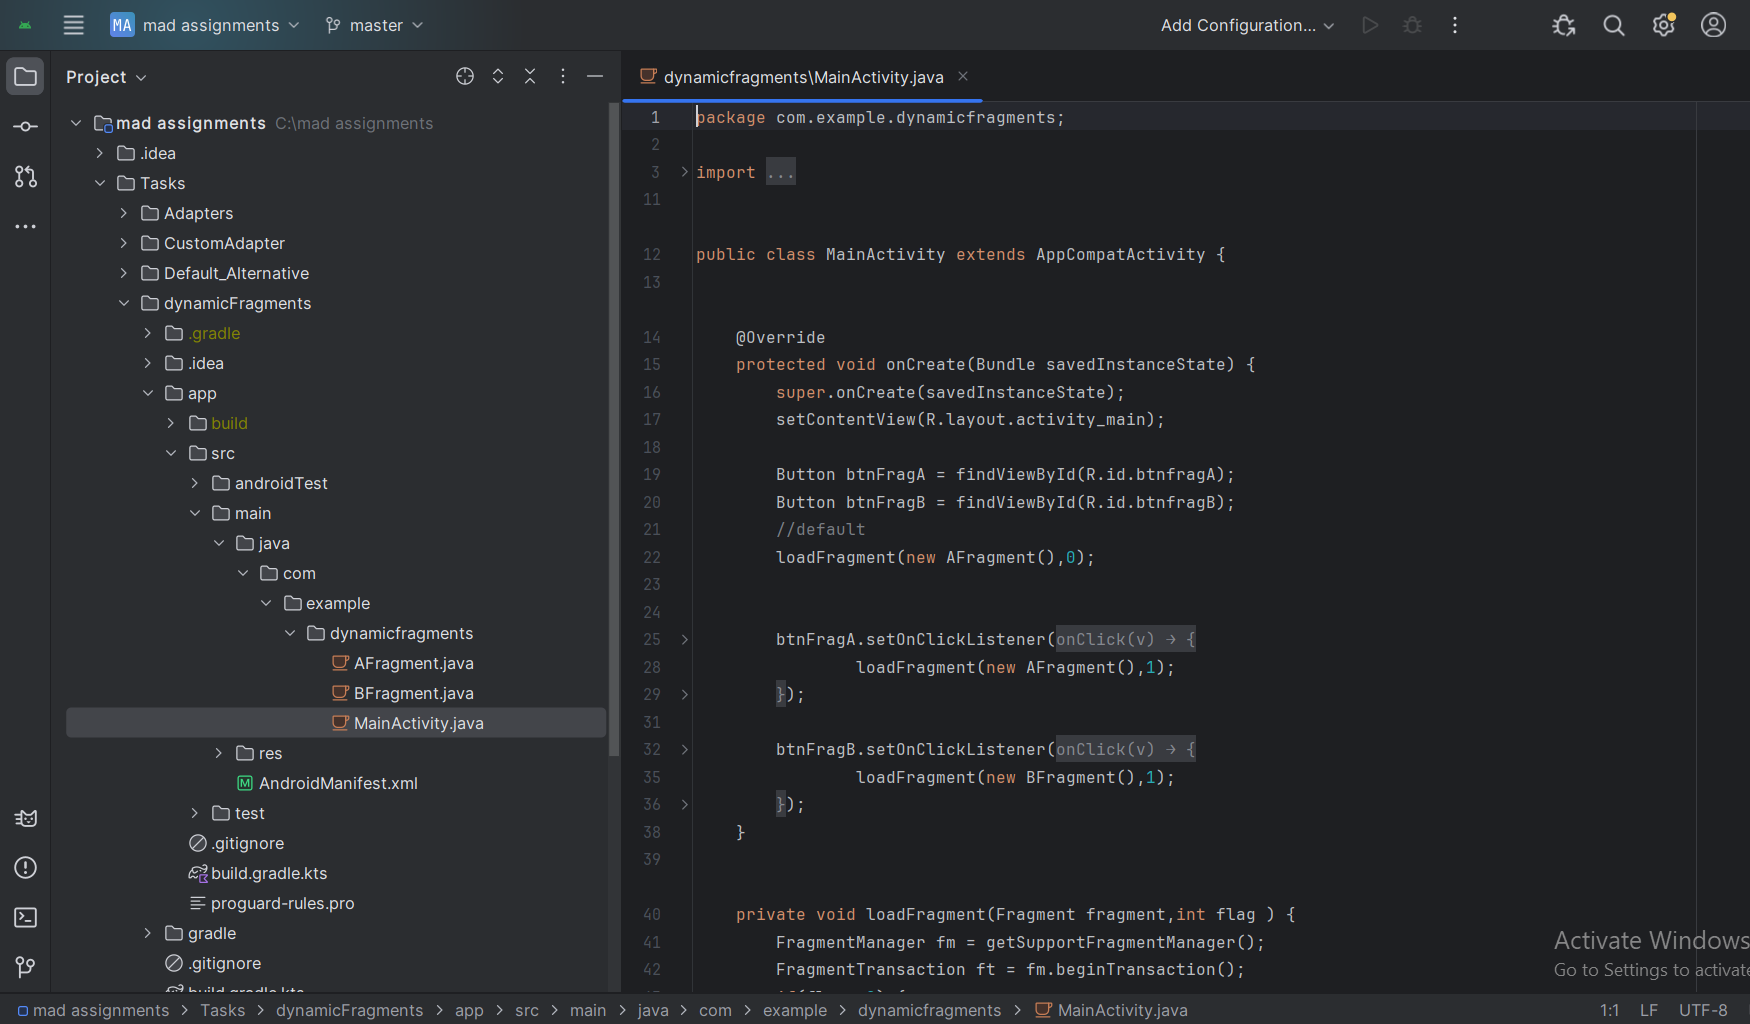 MA mad assignments master Add Configuration...
Project
dynamicfragments\MainActivity.java
mad assignments C:\mad assignments
.idea
Tasks
Adapters
CustomAdapter
Default_Alternative
dynamicFragments
.gradle
.idea
app
build
src
androidTest
main
java
com
example
dynamicfragments
AFragment.java
BFragment.java
MainActivity.java
res
M AndroidManifest.xml
test
.gitignore
build.gradle.kts
proguard-rules.pro
gradle
.gitignore
build.gradle.kts
1 package com.example.dynamicfragments;
2
3 import ...
11
12 public class MainActivity extends AppCompatActivity {
13
14 @Override
15 protected void onCreate(Bundle savedInstanceState) {
16 super.onCreate(savedInstanceState);
17 setContentView(R.layout.activity_main);
18
19 Button btnFragA = findViewById(R.id.btnfragA);
20 Button btnFragB = findViewById(R.id.btnfragB);
21 //default
22 loadFragment(new AFragment(),0);
23
24
25 btnFragA.setOnClickListener(onClick(v) → {
28 loadFragment(new AFragment(),1);
29 });
31
32 btnFragB.setOnClickListener(onClick(v) → {
35 loadFragment(new BFragment(),1);
36 });
38 }
39
40 private void loadFragment(Fragment fragment,int flag ) {
41 FragmentManager fm = getSupportFragmentManager();
42 FragmentTransaction ft = fm.beginTransaction();
Activate Windows
Go to Settings to activate
mad assignments > Tasks > dynamicFragments > app > src > main > java > com > example > dynamicfragments > MainActivity.java 1:1 LF UTF-8